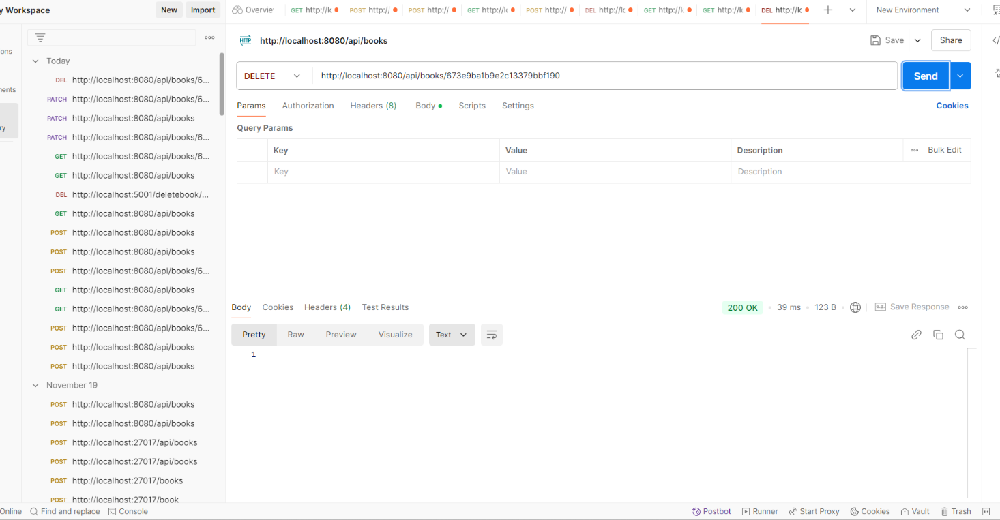 y Workspace
New
Import
Overview
GET http://lo
POST http:/
POST http:/
GET http://lo
POST http:/
DEL http://lo
GET http://lo
GET http://lo
DEL http://lo
New Environment
ons
ments
ry
Today
DEL http://localhost:8080/api/books/6...
PATCH http://localhost:8080/api/books/6...
PATCH http://localhost:8080/api/books
PATCH http://localhost:8080/api/books/6...
GET http://localhost:8080/api/books/6...
GET http://localhost:8080/api/books
DEL http://localhost:5001/deletebook/...
GET http://localhost:8080/api/books
POST http://localhost:8080/api/books
POST http://localhost:8080/api/books
POST http://localhost:8080/api/books/6...
GET http://localhost:8080/api/books
GET http://localhost:8080/api/books/6...
POST http://localhost:8080/api/books/6...
POST http://localhost:8080/api/books
POST http://localhost:8080/api/books
November 19
POST http://localhost:8080/api/books
POST http://localhost:8080/api/books
POST http://localhost:27017/api/books
POST http://localhost:27017/api/books
POST http://localhost:27017/books
POST http://localhost:27017/book
HTTP http://localhost:8080/api/books
Save
Share
DELETE
http://localhost:8080/api/books/673e9ba1b9e2c13379bbf190
Send
Params Authorization Headers (8) Body Scripts Settings
Cookies
Query Params
Key Value Description Bulk Edit
Key Value Description
Body Cookies Headers (4) Test Results
200 OK 39 ms 123 B
e.g. Save Response
Pretty Raw Preview Visualize Text
1
Online Find and replace Console
Postbot Runner Start Proxy Cookies Vault Trash